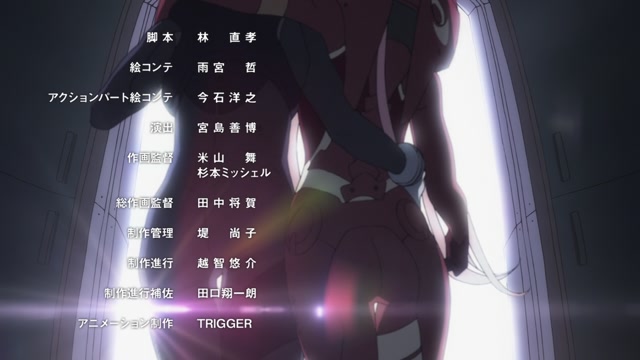 脚本 林 直孝
絵コンテ 雨宮 哲
アクションパート絵コンテ 今石洋之
演出 宮島善博
作画監督 米山 舞
杉本ミッシェル
総作画監督 田中将賀
制作管理 堤 尚子
制作進行 越智悠介
制作進行補佐 田口翔一朗
アニメーション制作 TRIGGER